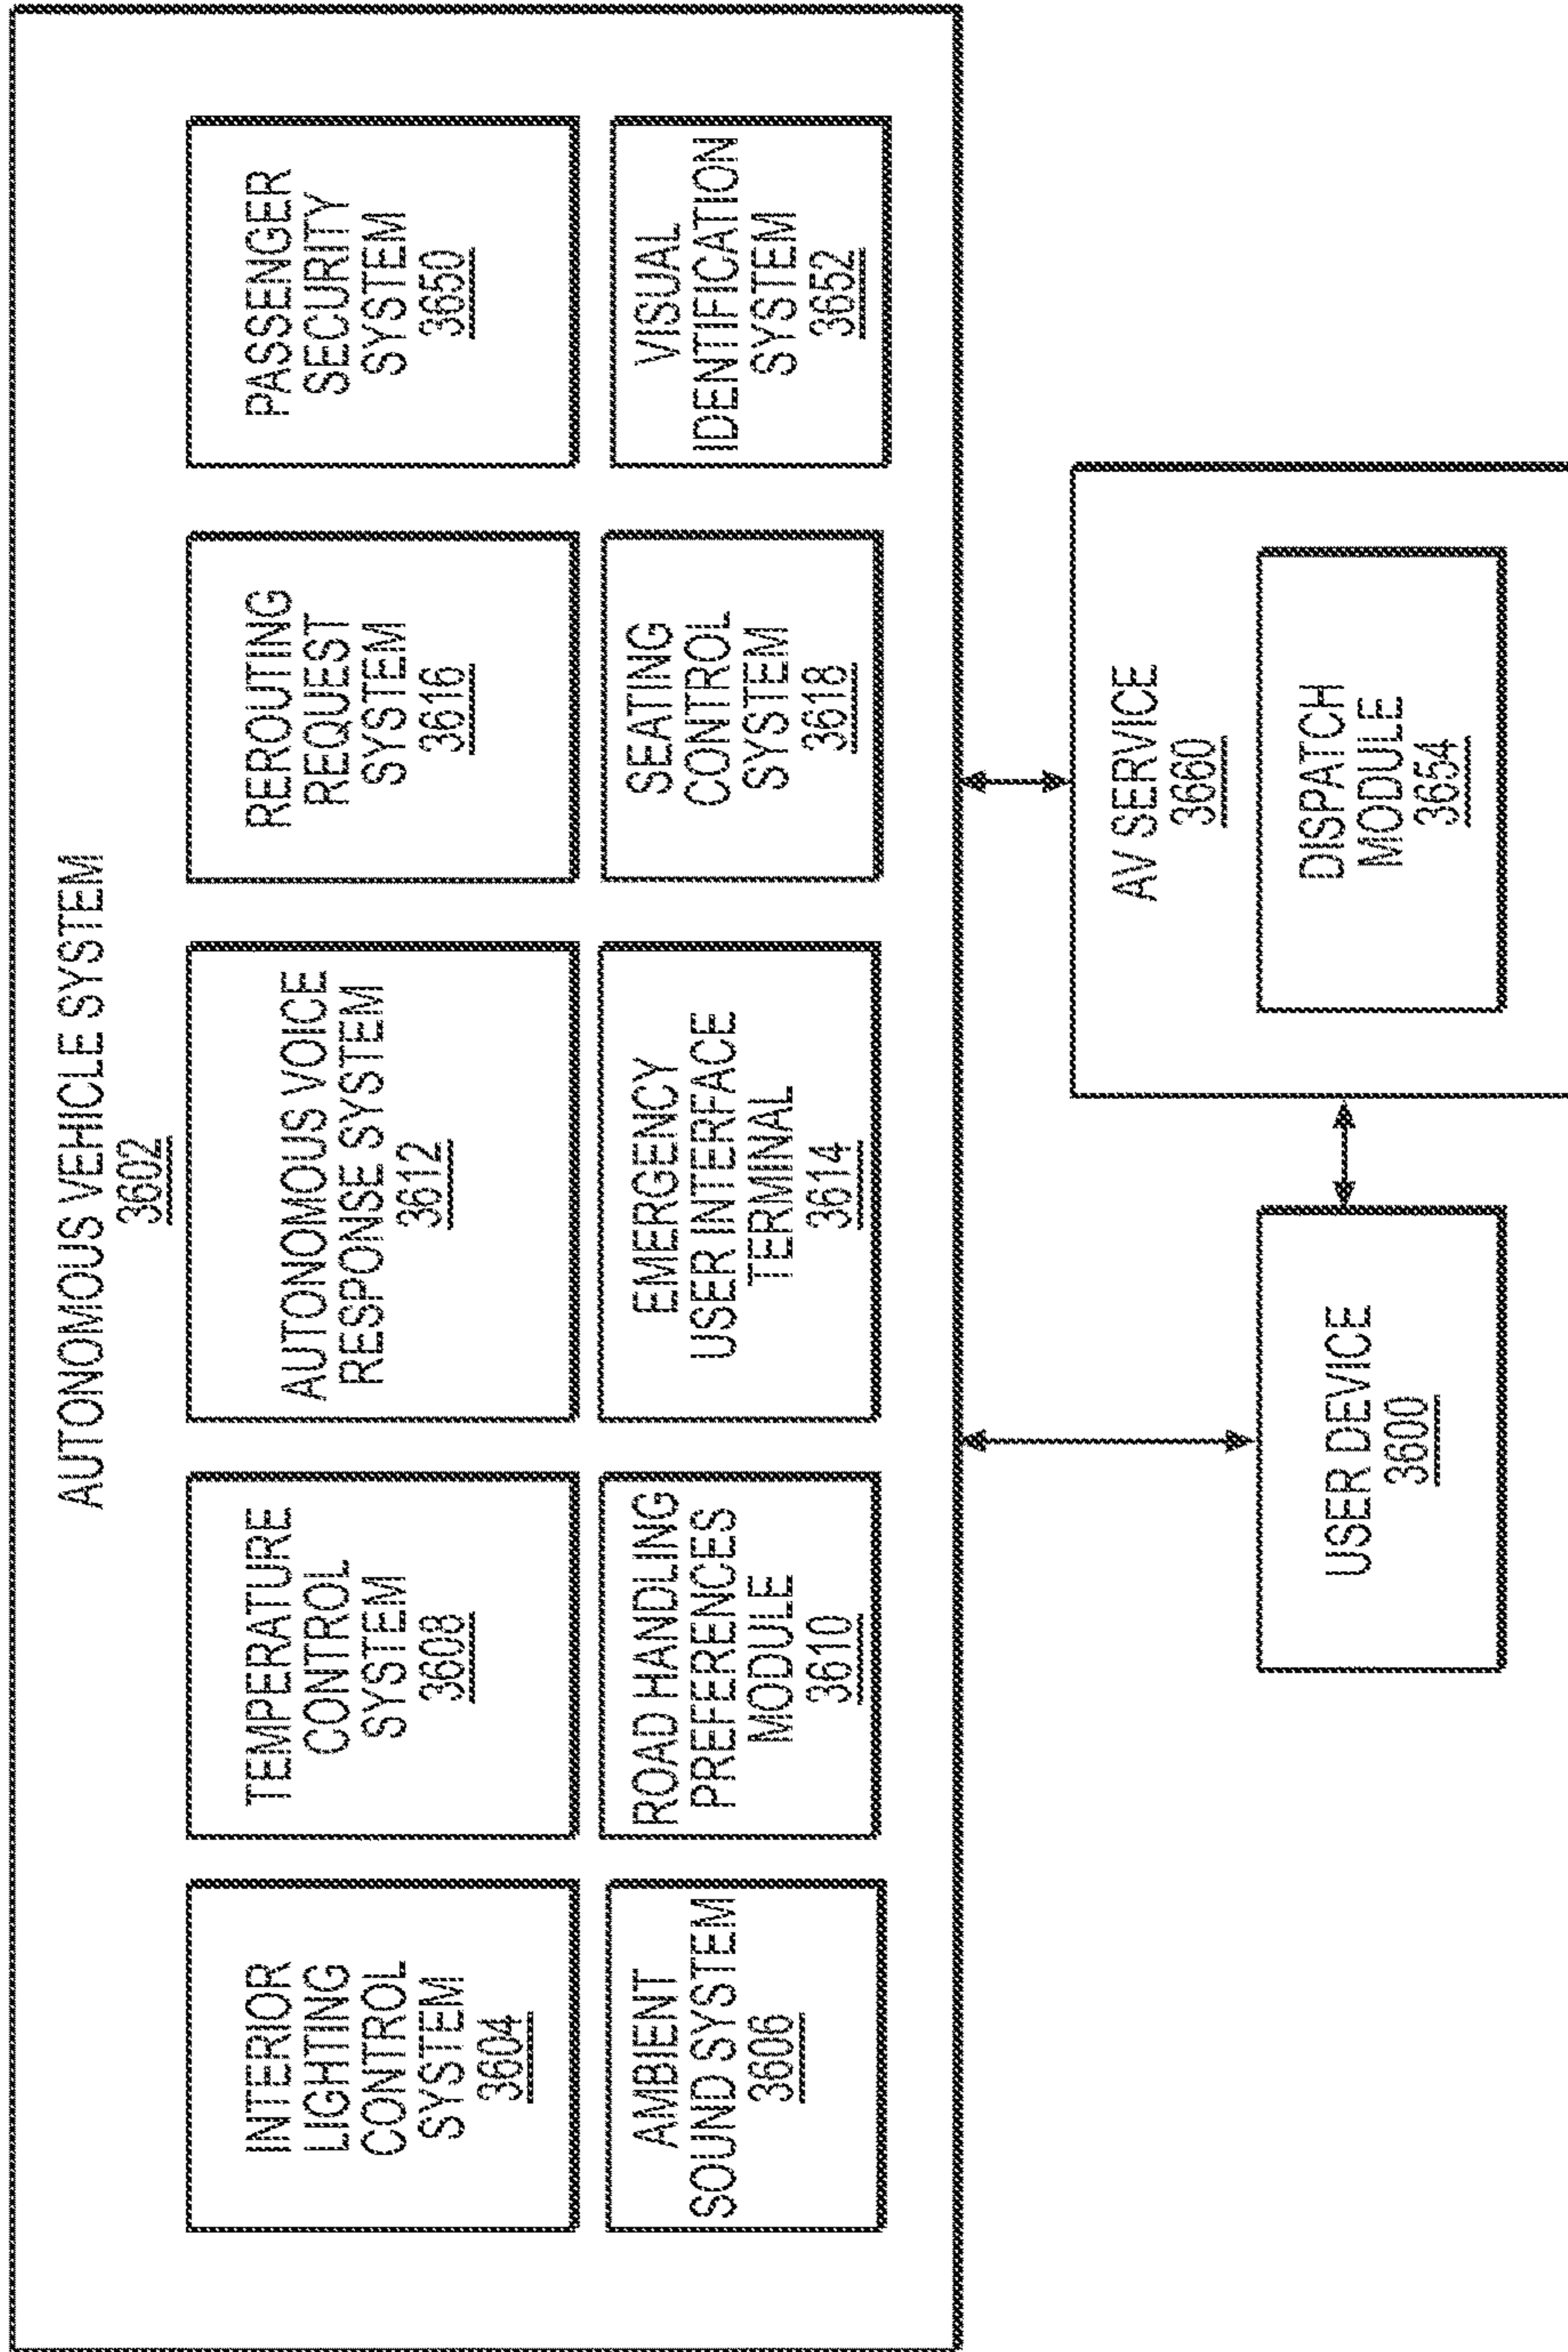 AUTONOMOUS VEHICLE SYSTEM
3602
INTERIOR
LIGHTING
CONTROL
SYSTEM
3604
TEMPERATURE
CONTROL
SYSTEM
3608
AUTONOMOUS VOICE
RESPONSE SYSTEM
3612
REROUTING
REQUEST
SYSTEM
3616
PASSENGER
SECURITY
SYSTEM
3650
AMBIENT
SOUND SYSTEM
3606
ROAD HANDLING
PREFERENCES
MODULE
3610
EMERGENCY
USER INTERFACE
TERMINAL
3614
SEATING
CONTROL
SYSTEM
3618
VISUAL
IDENTIFICATION
SYSTEM
3652
USER DEVICE
3600
AV SERVICE
3660
DISPATCH
MODULE
3654